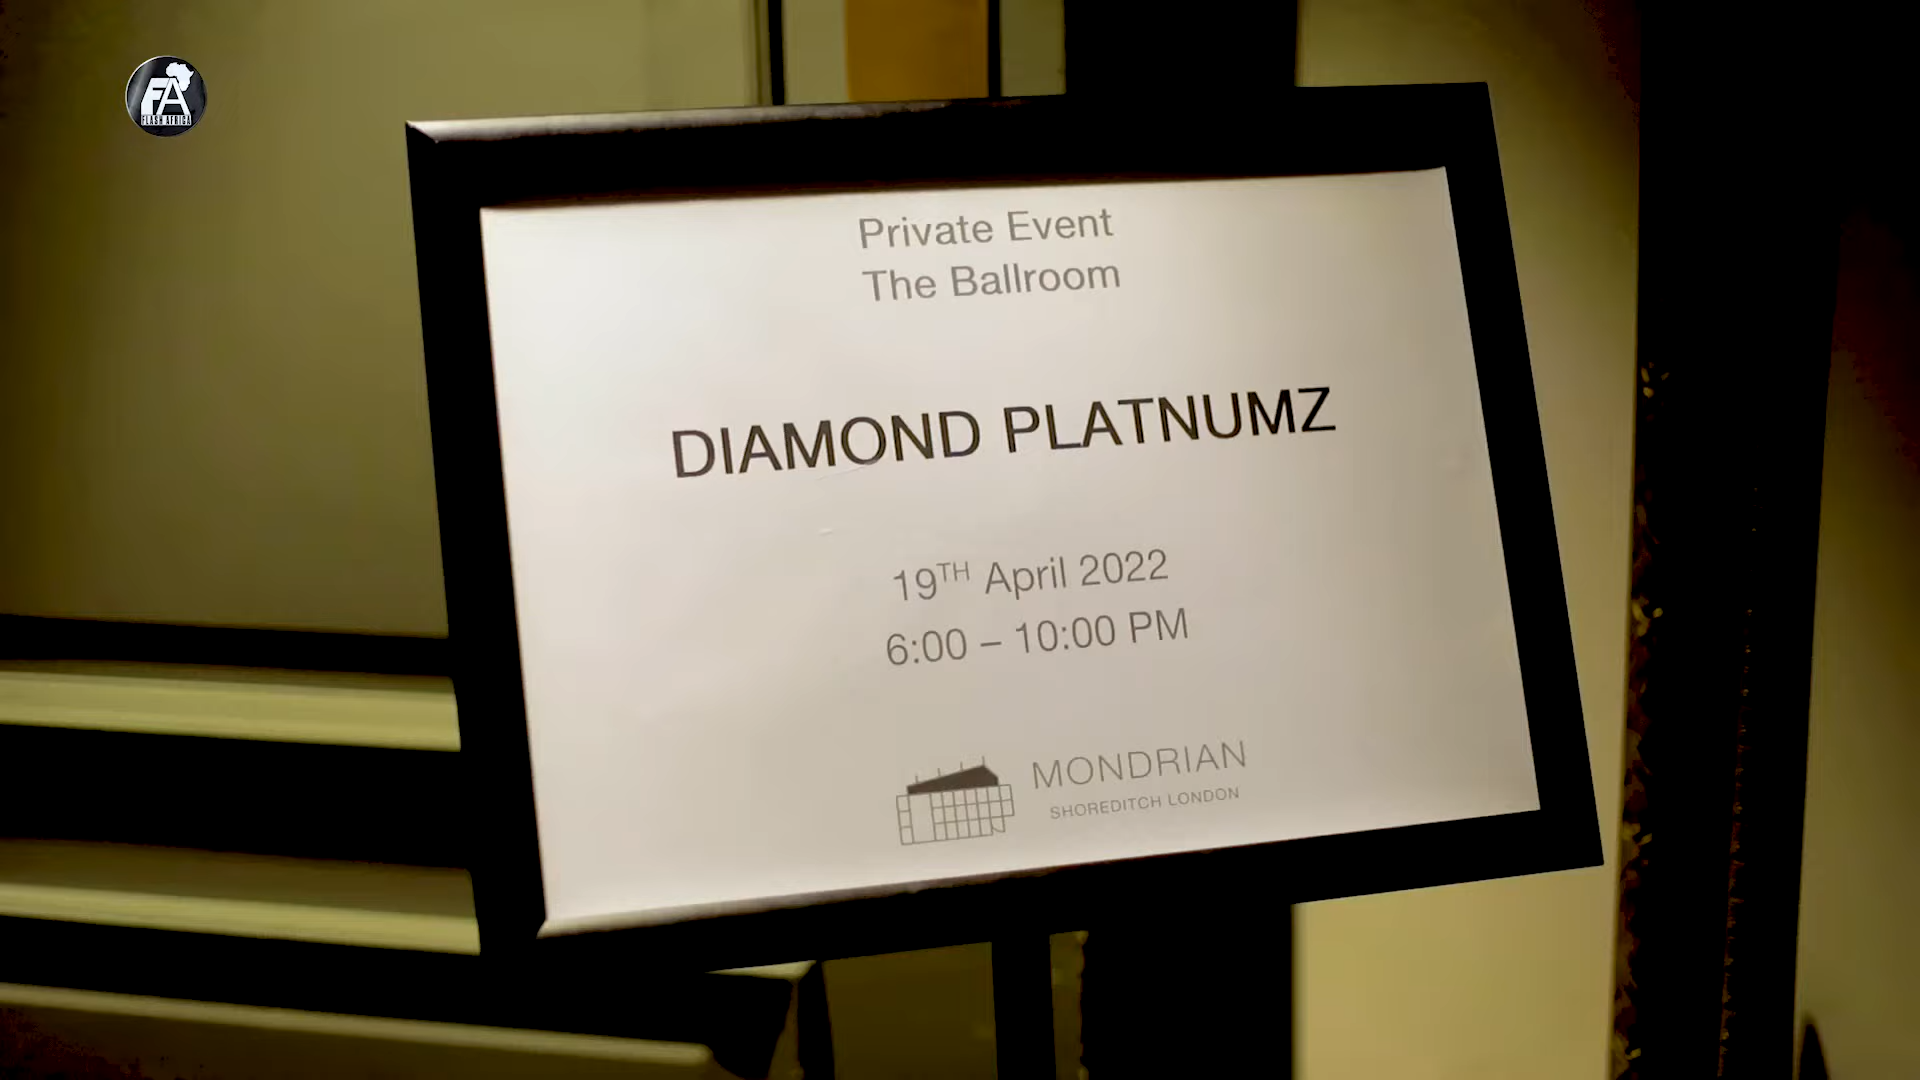 FA
FLASH AFRICA
Private Event
The Ballroom
DIAMOND PLATNUMZ
19TH April 2022
6:00 – 10:00 PM
MONDRIAN
SHOREDITCH LONDON